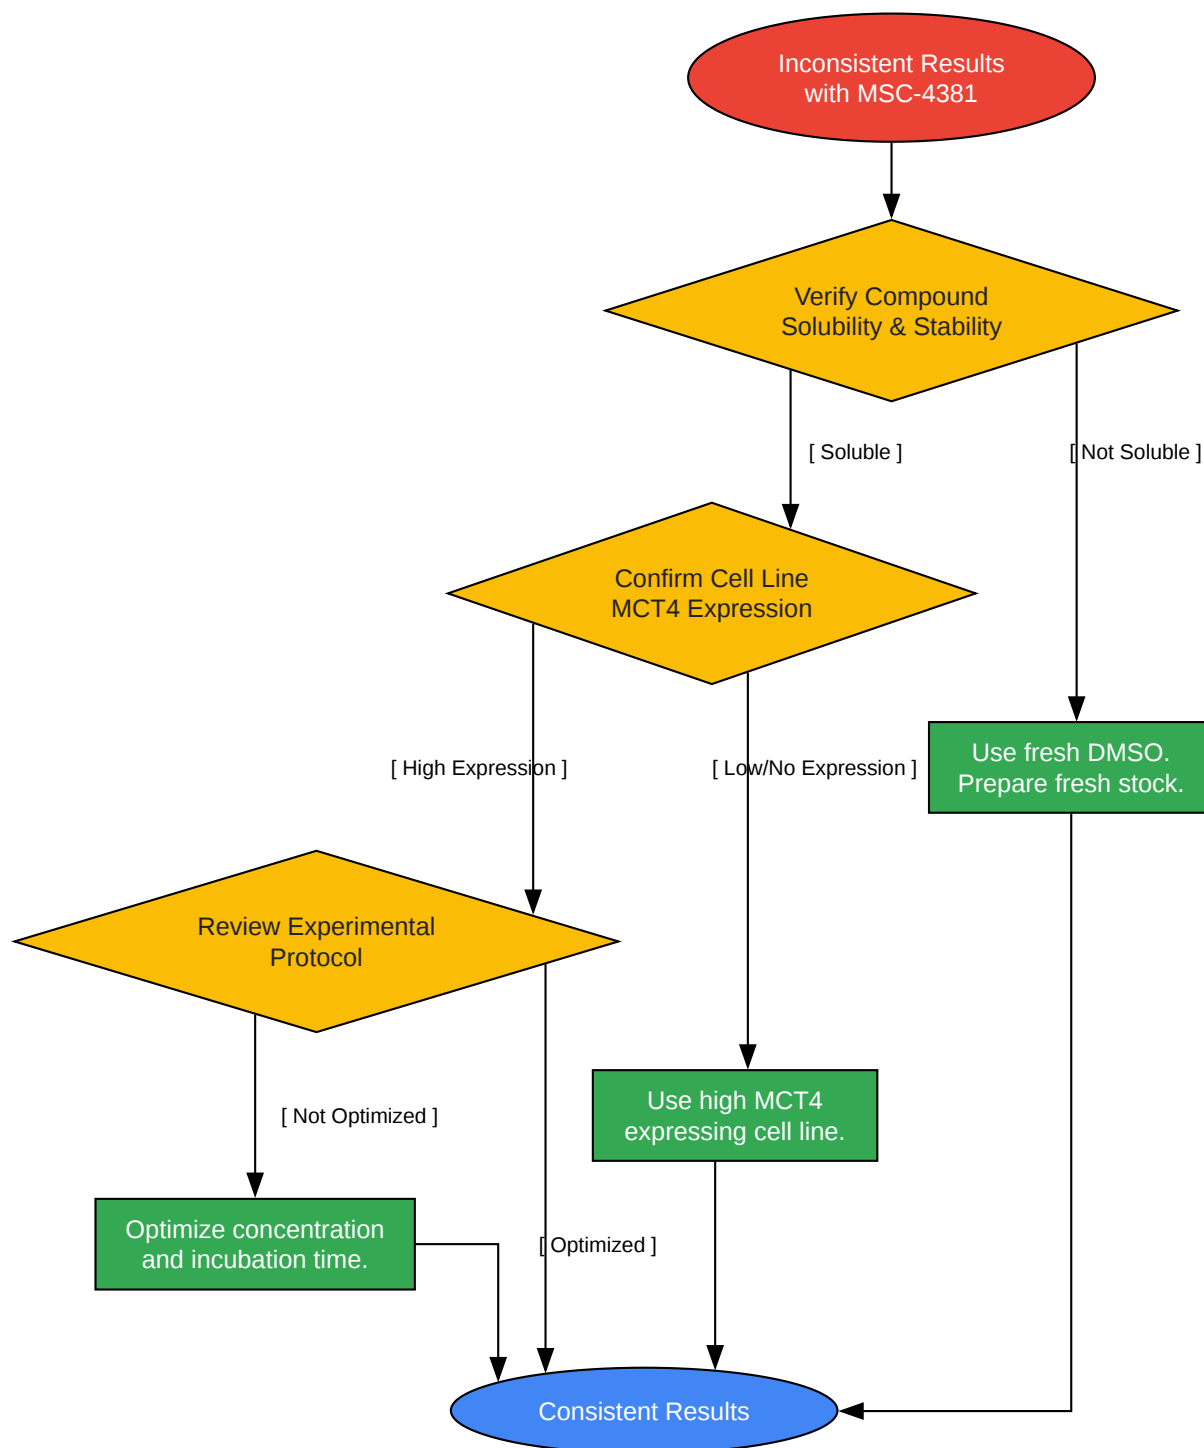 Inconsistent Results
with MSC-4381
Verify Compound
Solubility & Stability
[ Soluble ]
[ Not Soluble ]
Confirm Cell Line
MCT4 Expression
[ High Expression ]
[ Low/No Expression ]
Use fresh DMSO.
Prepare fresh stock.
Review Experimental
Protocol
[ Not Optimized ]
Use high MCT4
expressing cell line.
Optimize concentration
and incubation time.
[ Optimized ]
Consistent Results